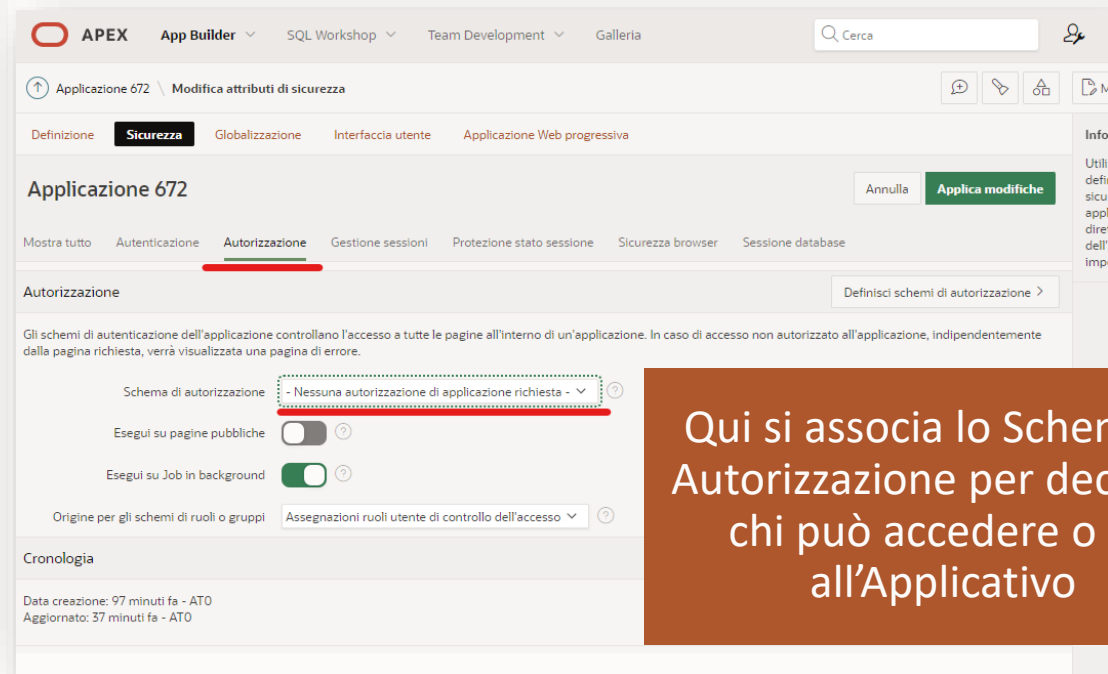 APEX App Builder SQL Workshop Team Development Galleria Cerca
Applicazione 672 \ Modifica attributi di sicurezza
Definizione Sicurezza Globalizzazione Interfaccia utente Applicazione Web progressiva
Applicazione 672 Annulla Applica modifiche
Mostra tutto Autenticazione Autorizzazione Gestione sessioni Protezione stato sessione Sicurezza browser Sessione database
Autorizzazione Definisci schemi di autorizzazione >
Gli schemi di autenticazione dell'applicazione controllano l'accesso a tutte le pagine all'interno di un'applicazione. In caso di accesso non autorizzato all'applicazione, indipendentemente
dalla pagina richiesta, verrà visualizzata una pagina di errore.
Schema di autorizzazione - Nessuna autorizzazione di applicazione richiesta -
Esegui su pagine pubbliche
Esegui su Job in background
Origine per gli schemi di ruoli o gruppi Assegnazioni ruoli utente di controllo dell'accesso
Cronologia
Data creazione: 97 minuti fa - AT0
Aggiornato: 37 minuti fa - AT0
Qui si associa lo
Autorizzazione per
chi può accedere o
all’Applicativo